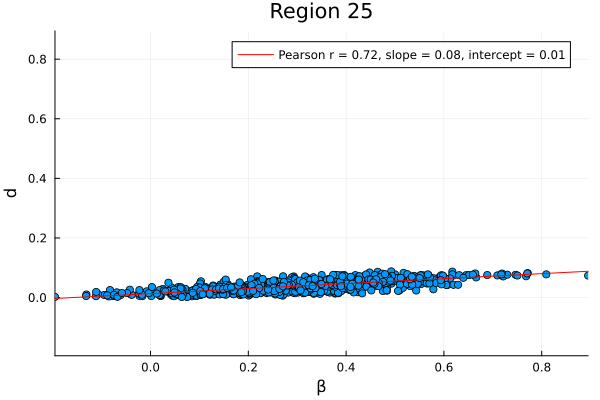 Region 25
Pearson r = 0.72, slope = 0.08, intercept = 0.01
0.8
0.6
0.4
0.2
0.0
d
0.0 0.2 0.4 0.6 0.8
β